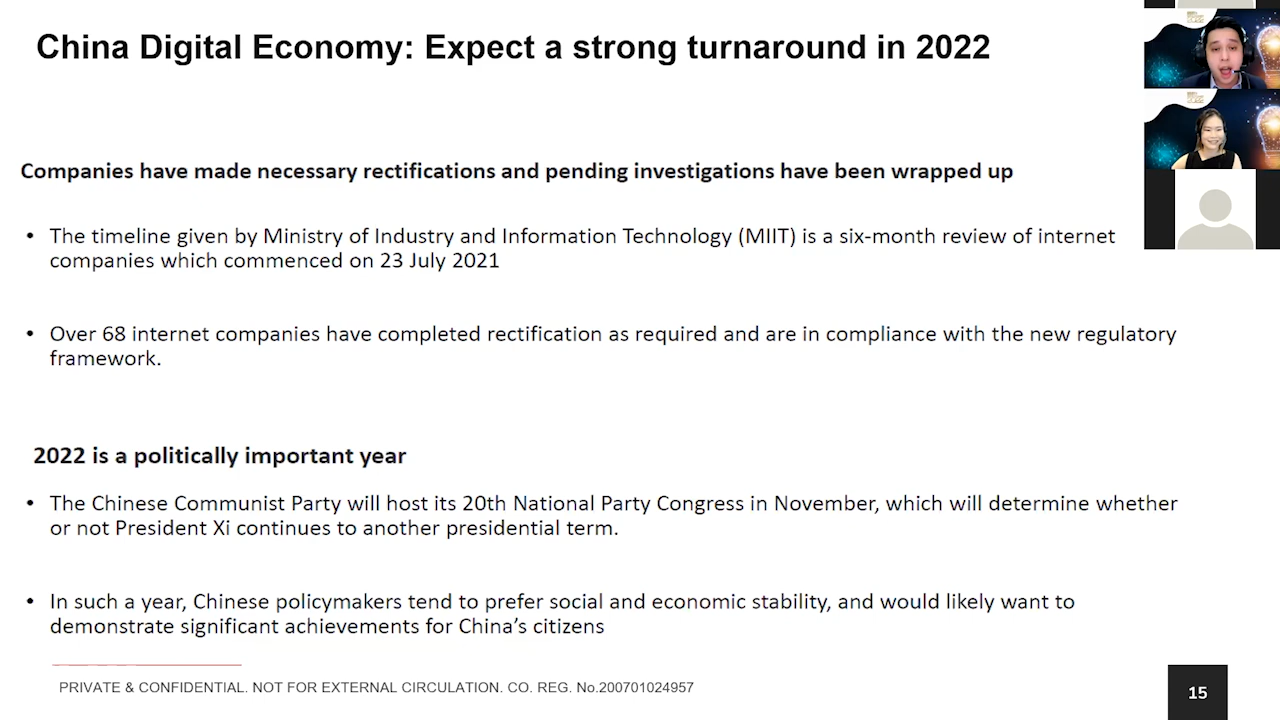 China Digital Economy: Expect a strong turnaround in 2022
Companies have made necessary rectifications and pending investigations have been wrapped up
• The timeline given by Ministry of Industry and Information Technology (MIIT) is a six-month review of internet
companies which commenced on 23 July 2021
• Over 68 internet companies have completed rectification as required and are in compliance with the new regulatory
framework.
2022 is a politically important year
• The Chinese Communist Party will host its 20th National Party Congress in November, which will determine whether
or not President Xi continues to another presidential term.
• In such a year, Chinese policymakers tend to prefer social and economic stability, and would likely want to
demonstrate significant achievements for China’s citizens
PRIVATE & CONFIDENTIAL. NOT FOR EXTERNAL CIRCULATION. CO. REG. No.200701024957
15